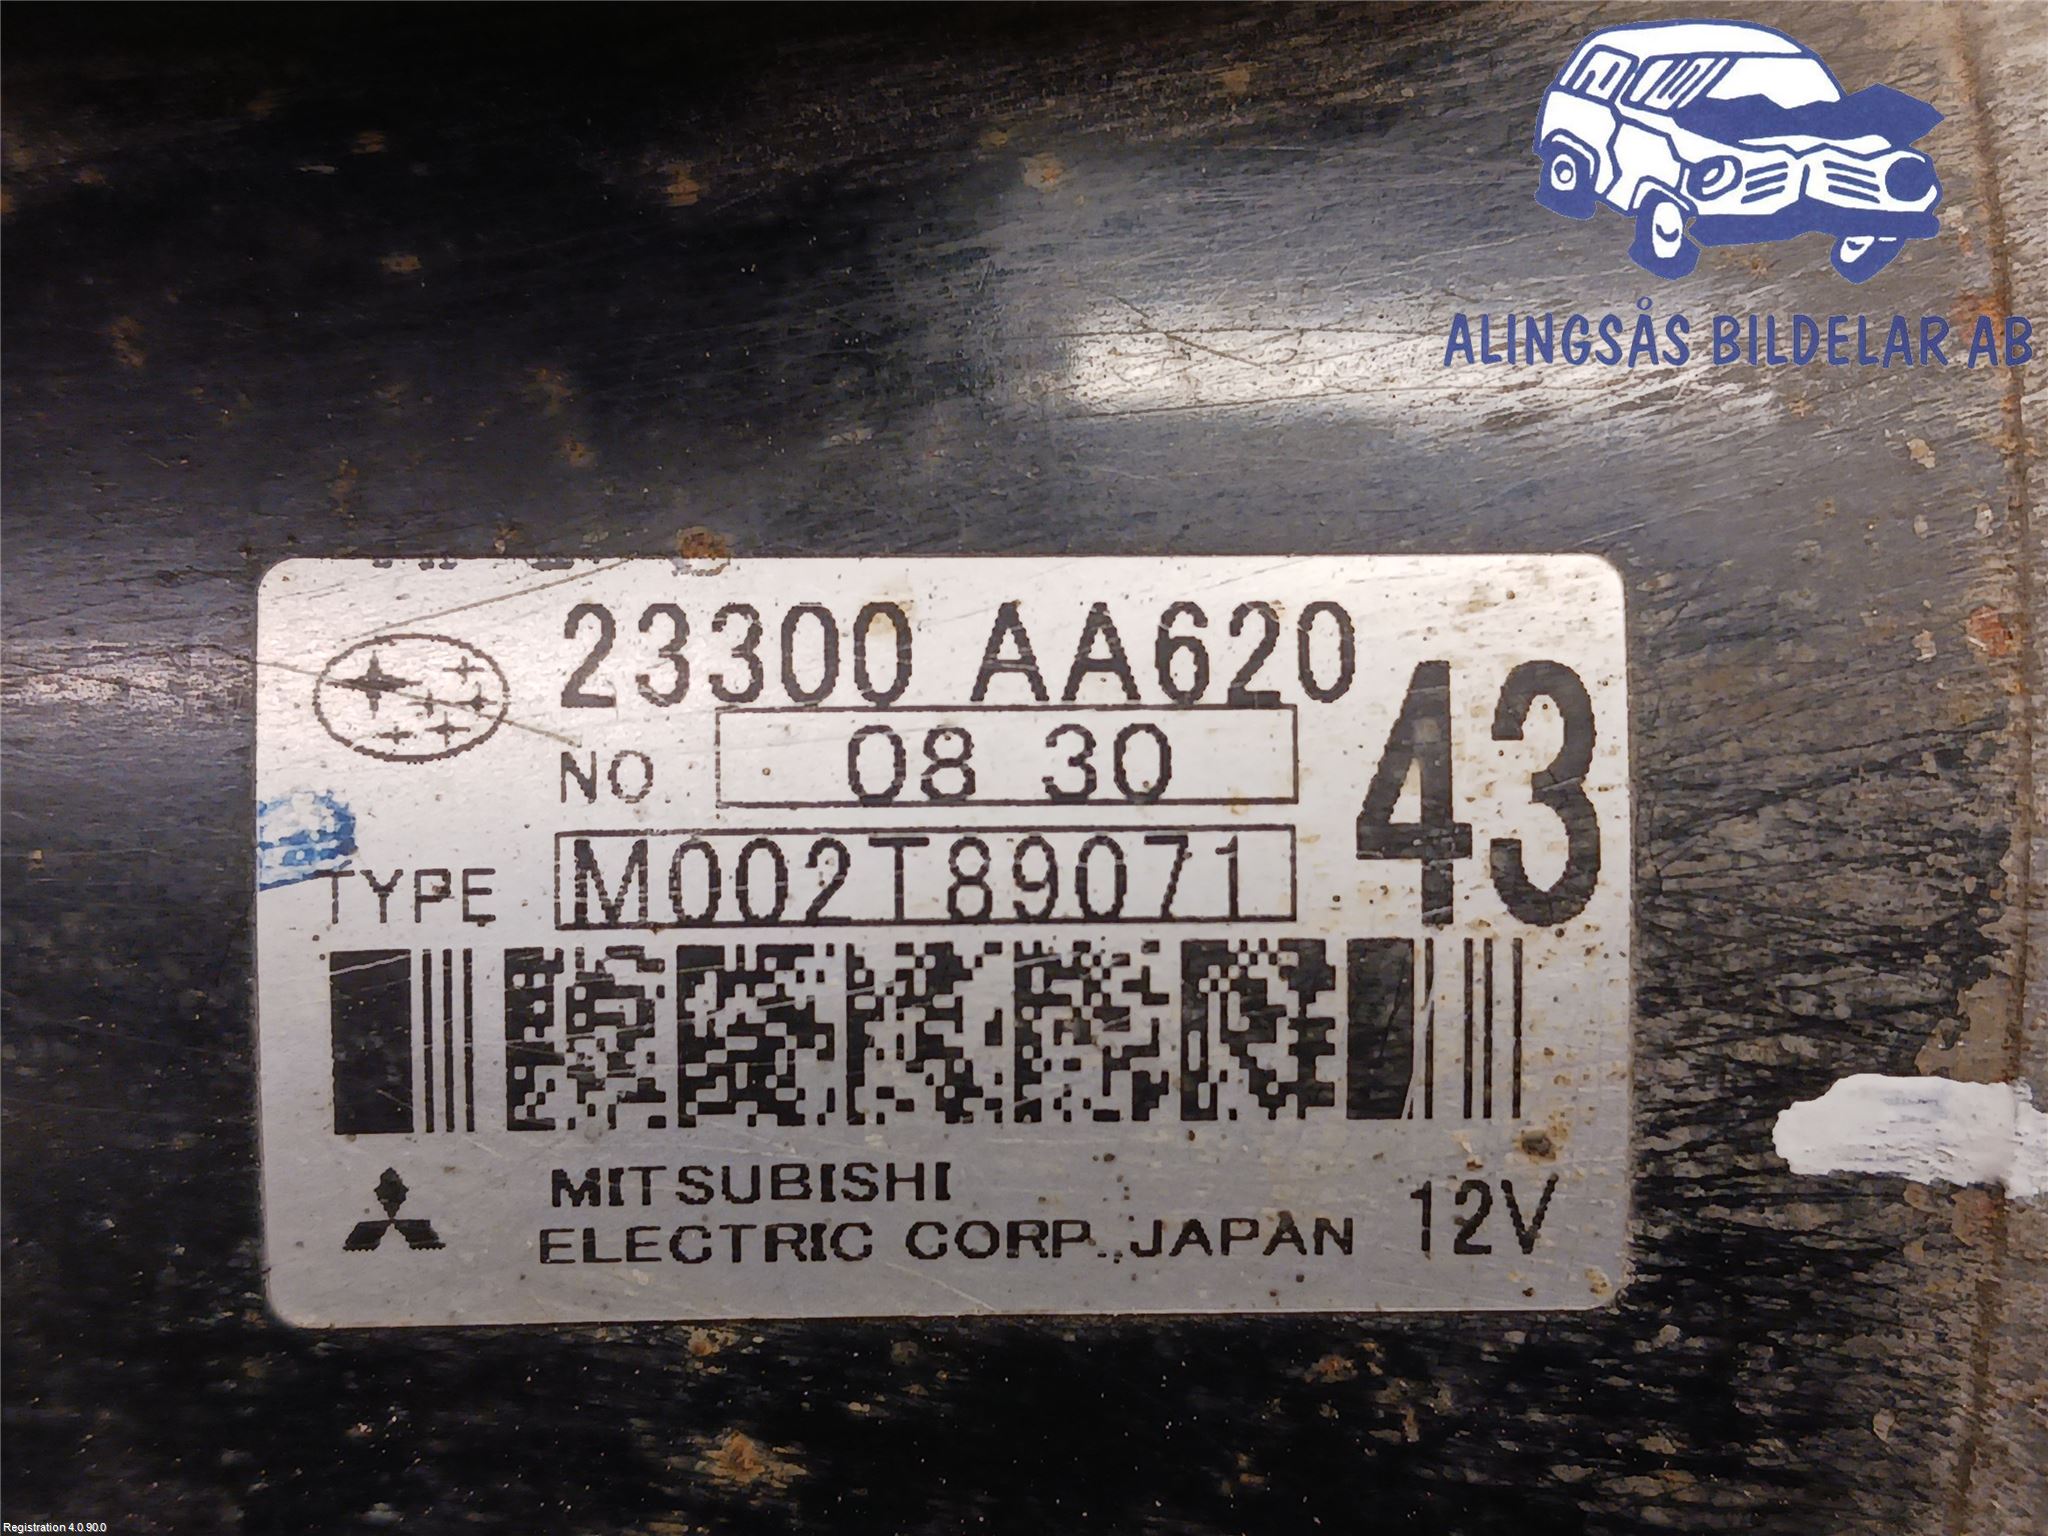 ALINGSÅS BILDELAR AB
23300 AA620
NO 08 30
43
TYPE M002T89071
MITSUBISHI
ELECTRIC CORP., JAPAN 12V
Registration 4.0.90.0